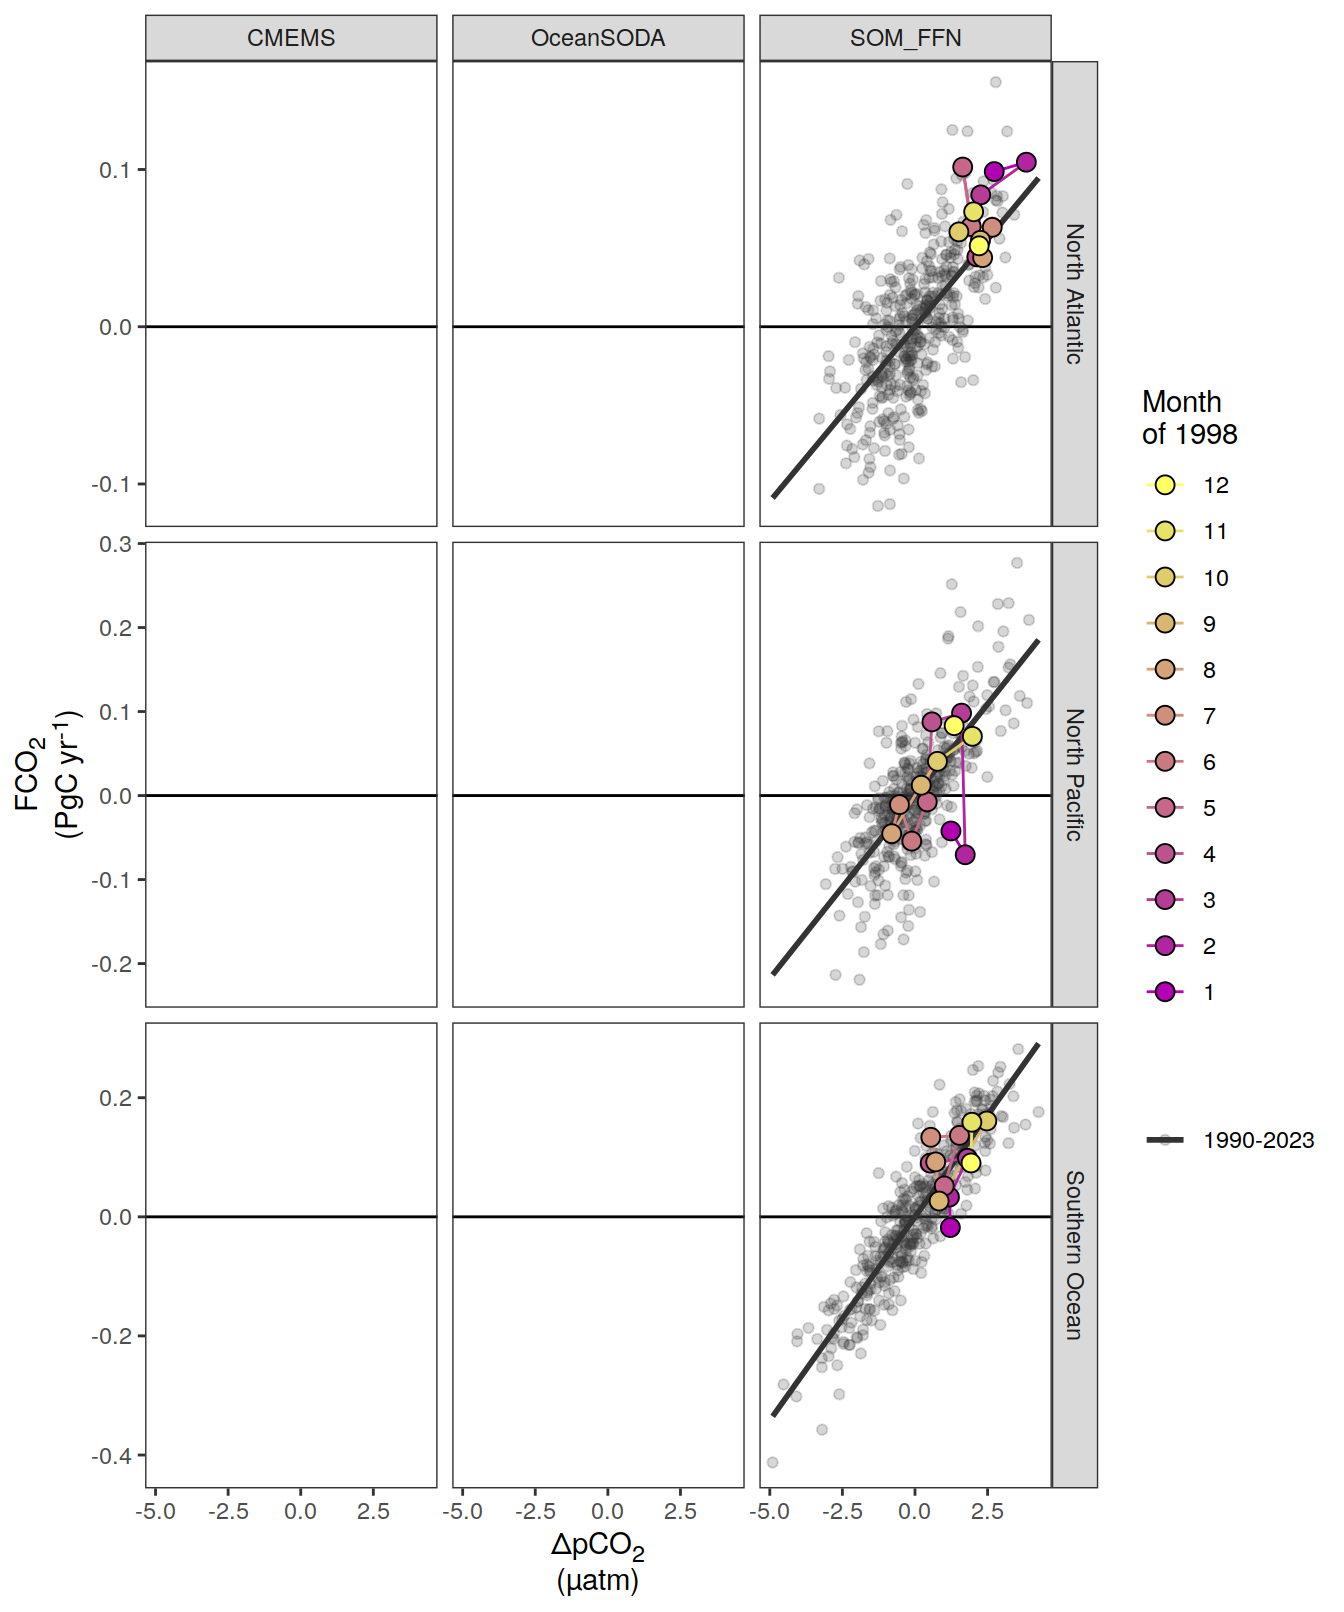 CMEMS OceanSODA SOM_FFN
0.1
0.0
-0.1
North Atlantic
0.3
0.2
0.1
0.0
-0.1
-0.2
North Pacific
0.2
0.0
-0.2
-0.4
Southern Ocean
-5.0 -2.5 0.0 2.5 -5.0 -2.5 0.0 2.5 -5.0 -2.5 0.0 2.5
ΔpCO₂
(µatm)
FCO₂
(PgC yr⁻¹)
Month
of 1998
12
11
10
9
8
7
6
5
4
3
2
1
1990-2023